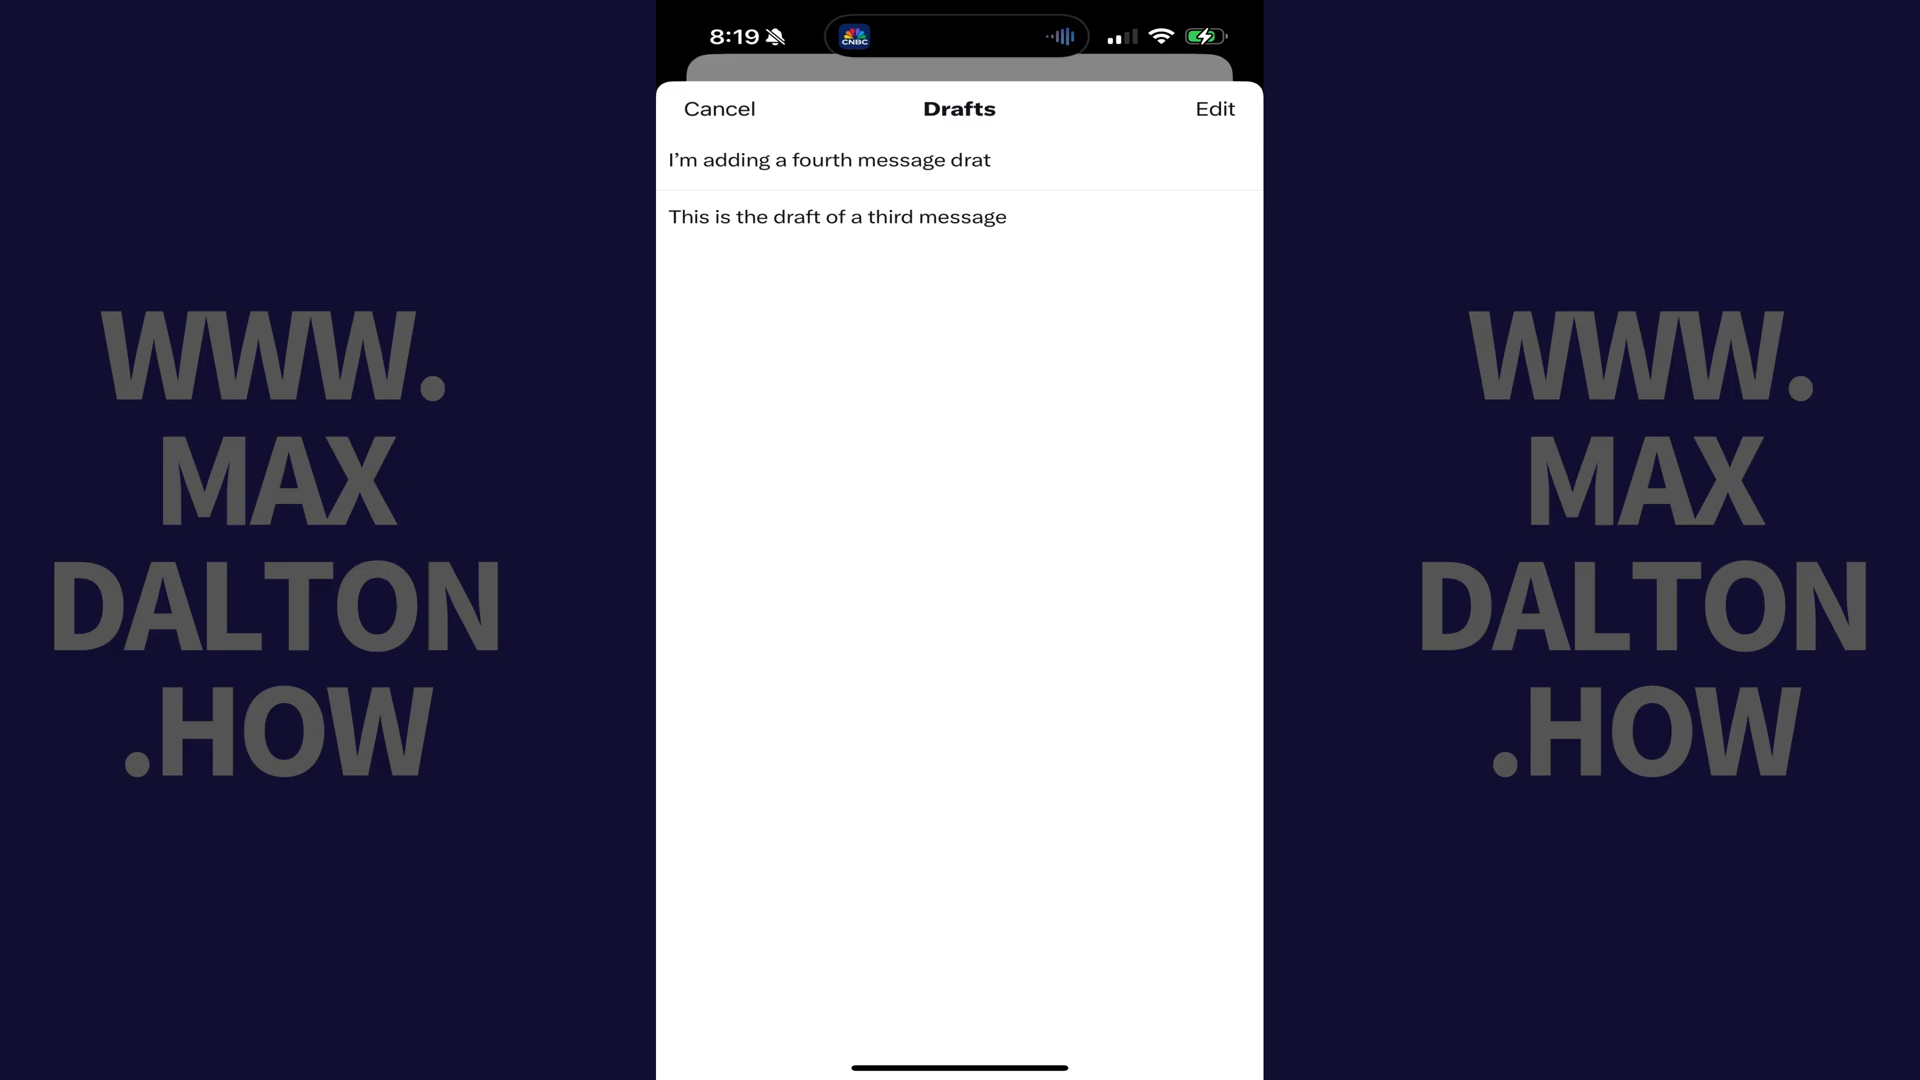 8:19
CNBC
Cancel
Drafts
Edit
I’m adding a fourth message drat
This is the draft of a third message
WWW.
MAX
DALTON
.HOW
WWW.
MAX
DALTON
.HOW